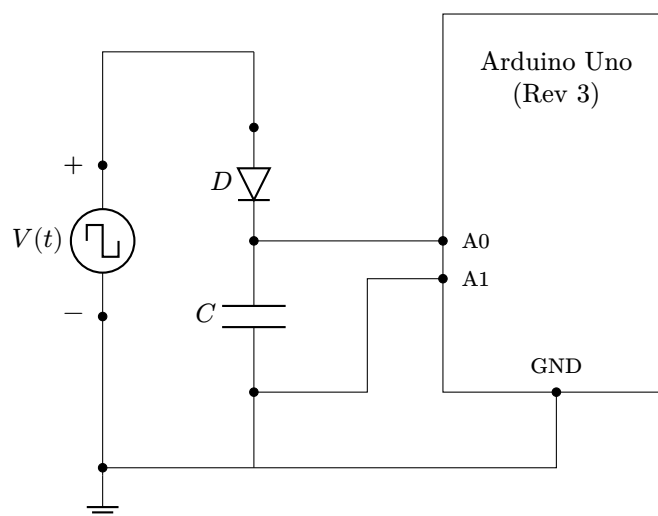 Arduino Uno
(Rev 3)
+
D
V(t)
A0
A1
−
C
GND